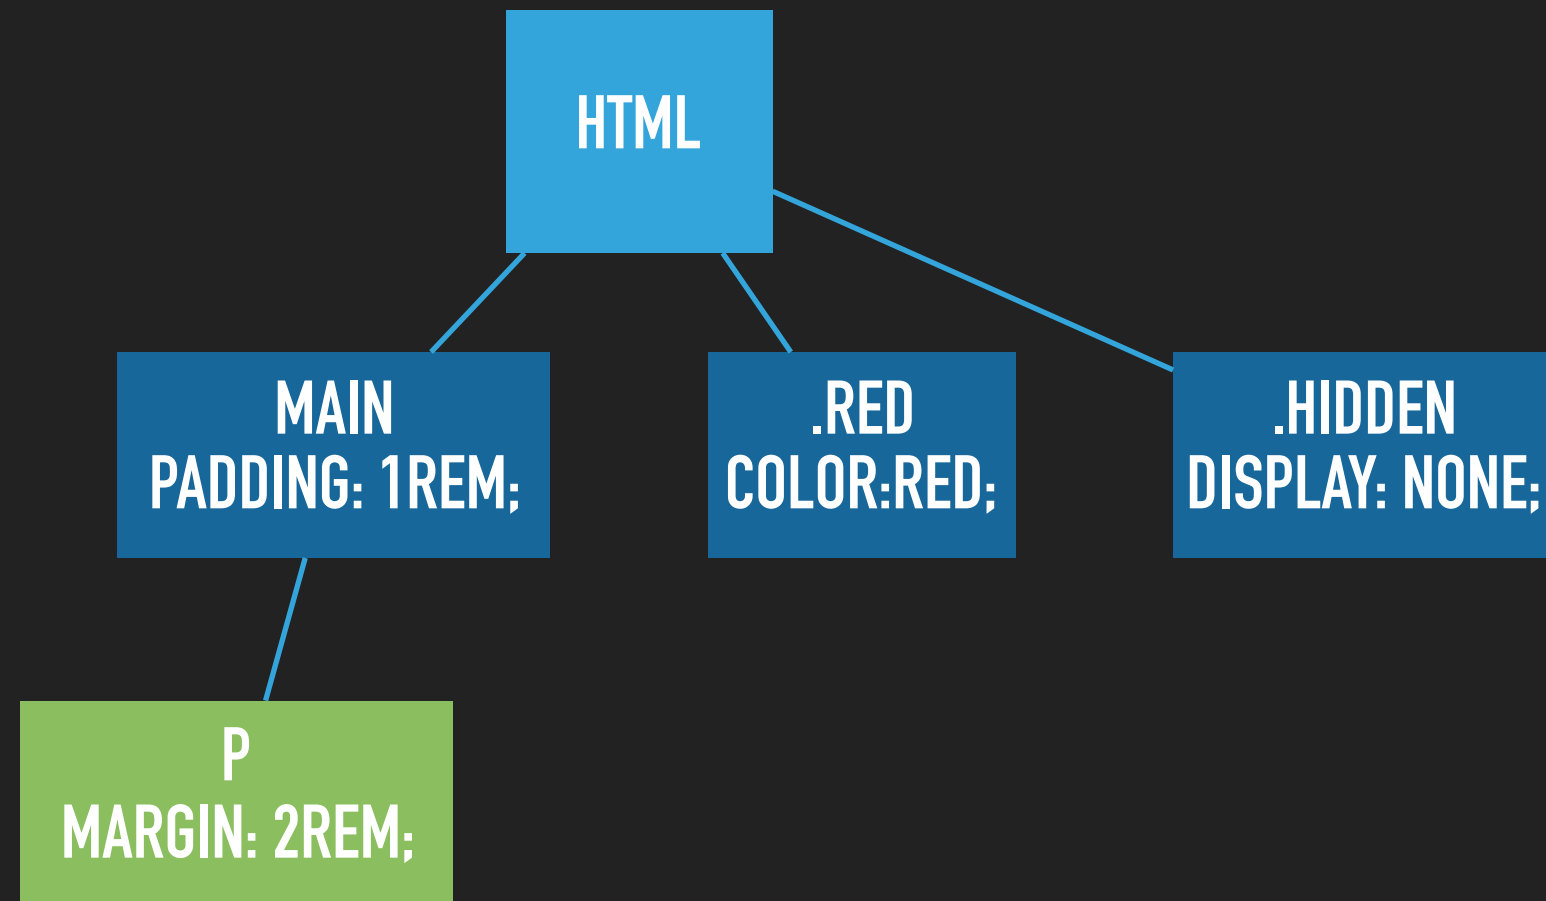 HTML
MAIN
PADDING: 1REM;
.RED
COLOR:RED;
.HIDDEN
DISPLAY: NONE;
P
MARGIN: 2REM;